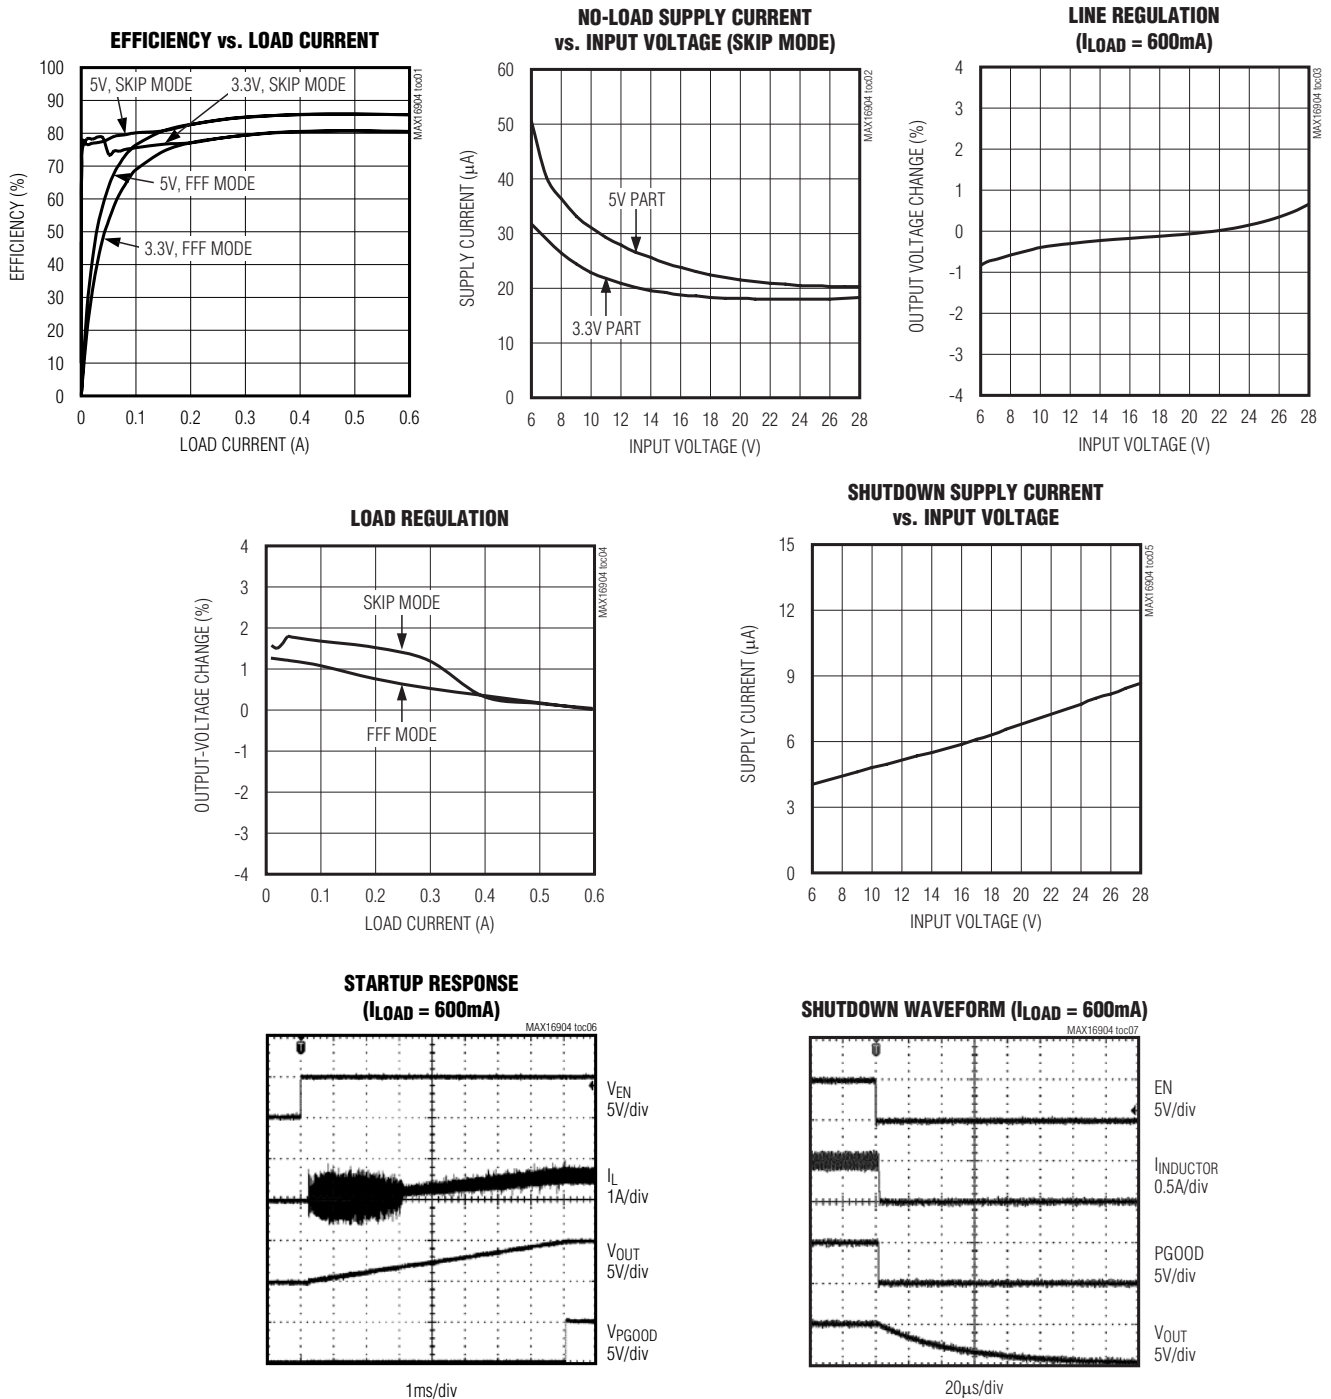 EFFICIENCY vs. LOAD CURRENT
MAX16904 toc01
EFFICIENCY (%)
100
90
80
70
60
50
40
30
20
10
0
5V, SKIP MODE
3.3V, SKIP MODE
5V, FFF MODE
3.3V, FFF MODE
0 0.1 0.2 0.3 0.4 0.5 0.6
LOAD CURRENT (A)
NO-LOAD SUPPLY CURRENT
vs. INPUT VOLTAGE (SKIP MODE)
MAX16904 toc02
SUPPLY CURRENT (µA)
60
50
40
30
20
10
0
5V PART
3.3V PART
6 8 10 12 14 16 18 20 22 24 26 28
INPUT VOLTAGE (V)
LINE REGULATION
(ILOAD = 600mA)
MAX16904 toc03
OUTPUT VOLTAGE CHANGE (%)
4
3
2
1
0
-1
-2
-3
-4
6 8 10 12 14 16 18 20 22 24 26 28
INPUT VOLTAGE (V)
LOAD REGULATION
MAX16904 toc04
OUTPUT-VOLTAGE CHANGE (%)
4
3
2
1
0
-1
-2
-3
-4
SKIP MODE
FFF MODE
0 0.1 0.2 0.3 0.4 0.5 0.6
LOAD CURRENT (A)
SHUTDOWN SUPPLY CURRENT
vs. INPUT VOLTAGE
MAX16904 toc05
SUPPLY CURRENT (µA)
15
12
9
6
3
0
6 8 10 12 14 16 18 20 22 24 26 28
INPUT VOLTAGE (V)
STARTUP RESPONSE
(ILOAD = 600mA)
MAX16904 toc06
T
VEN
5V/div
IL
1A/div
VOUT
5V/div
VPGOOD
5V/div
1ms/div
SHUTDOWN WAVEFORM (ILOAD = 600mA)
MAX16904 toc07
T
EN
5V/div
IINDUCTOR
0.5A/div
PGOOD
5V/div
VOUT
5V/div
20µs/div